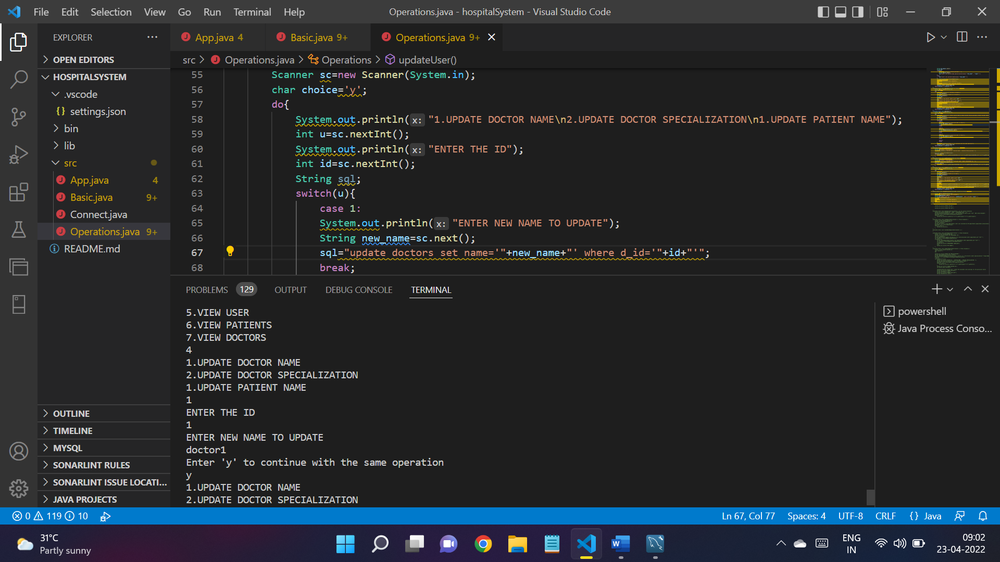 File Edit Selection View Go Run Terminal Help
Operations.java - hospitalSystem - Visual Studio Code
EXPLORER
OPEN EDITORS
HOSPITALSYSTEM
.vscode
{} settings.json
bin
lib
src
App.java 4
Basic.java 9+
Connect.java
Operations.java 9+
README.md
OUTLINE
TIMELINE
MYSQL
SONARLINT RULES
SONARLINT ISSUE LOCATI...
JAVA PROJECTS
App.java 4 Basic.java 9+ Operations.java 9+
src > Operations.java > Operations > updateUser()
55 Scanner sc=new Scanner(System.in);
56 char choice='y';
57 do{
58 System.out.println(x: "1.UPDATE DOCTOR NAME\n2.UPDATE DOCTOR SPECIALIZATION\n1.UPDATE PATIENT NAME");
59 int u=sc.nextInt();
60 System.out.println(x: "ENTER THE ID");
61 int id=sc.nextInt();
62 String sql;
63 switch(u){
64 case 1:
65 System.out.println(x: "ENTER NEW NAME TO UPDATE");
66 String new_name=sc.next();
67 sql="update doctors set name='"+new_name+"' where d_id='"+id+"'";
68 break;
PROBLEMS 129 OUTPUT DEBUG CONSOLE TERMINAL
5.VIEW USER
6.VIEW PATIENTS
7.VIEW DOCTORS
4
1.UPDATE DOCTOR NAME
2.UPDATE DOCTOR SPECIALIZATION
1.UPDATE PATIENT NAME
1
ENTER THE ID
1
ENTER NEW NAME TO UPDATE
doctor1
Enter 'y' to continue with the same operation
y
1.UPDATE DOCTOR NAME
2.UPDATE DOCTOR SPECIALIZATION
powershell
Java Process Conso...
0 119 10
Ln 67, Col 77 Spaces: 4 UTF-8 CRLF {} Java
31°C
Partly sunny
ENG
IN
09:02
23-04-2022